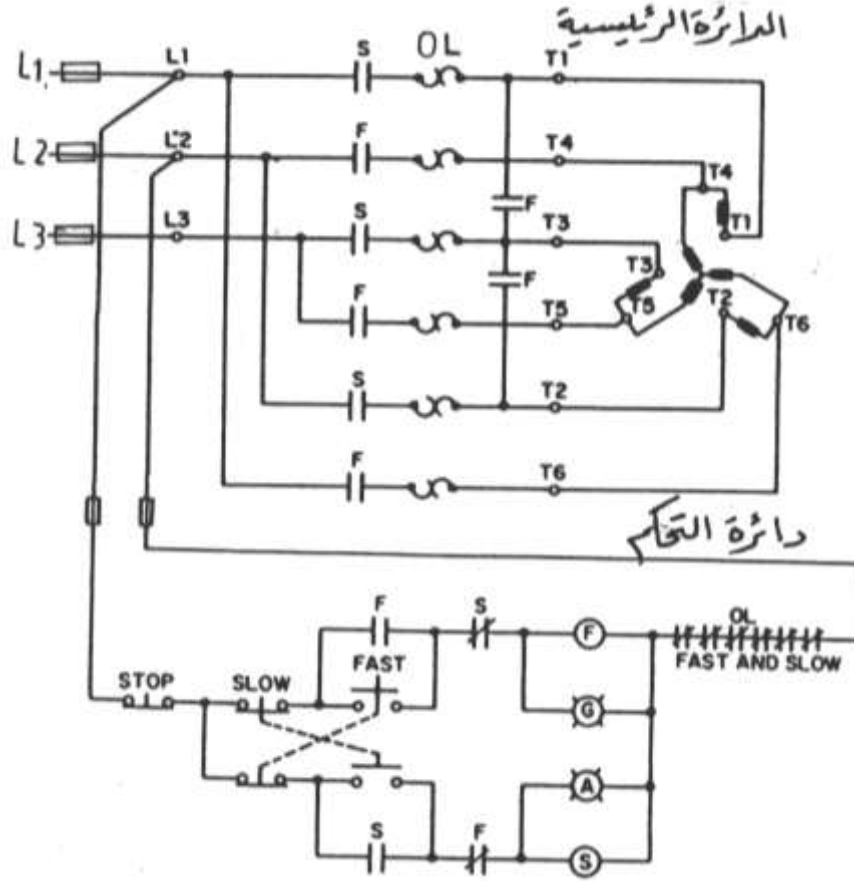 الدائرة الرئيسية
L1 L1 S OL T1
L2 L2 F T4 T4
F T1
L3 L3 S T3 T3
F T2
F T5 T5 T6
S T2
F T6
دائرة التحكم
F S F OL
FAST FAST AND SLOW
STOP SLOW G
A
S F S